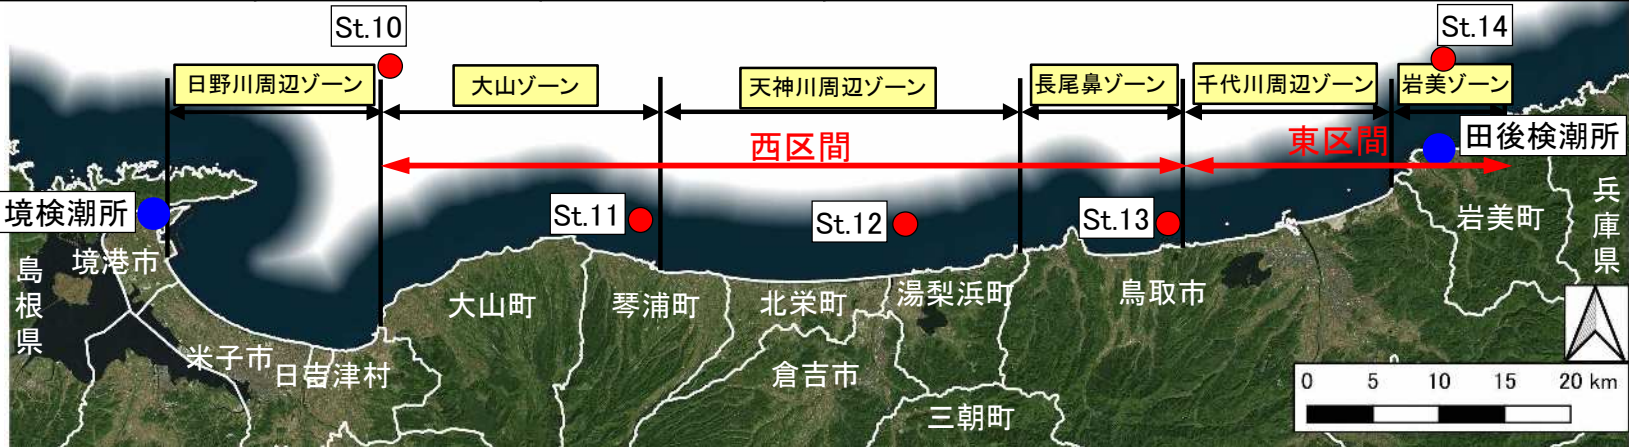 St.10
St.14
日野川周辺ゾーン
大山ゾーン
天神川周辺ゾーン
長尾鼻ゾーン
千代川周辺ゾーン
岩美ゾーン
西区間
東区間
田後検潮所
境検潮所
St.11
St.12
St.13
岩美町
兵庫県
境港市
島根県
大山町
琴浦町
北栄町
湯梨浜町
鳥取市
米子市
日吉津村
倉吉市
三朝町
0 5 10 15 20 km